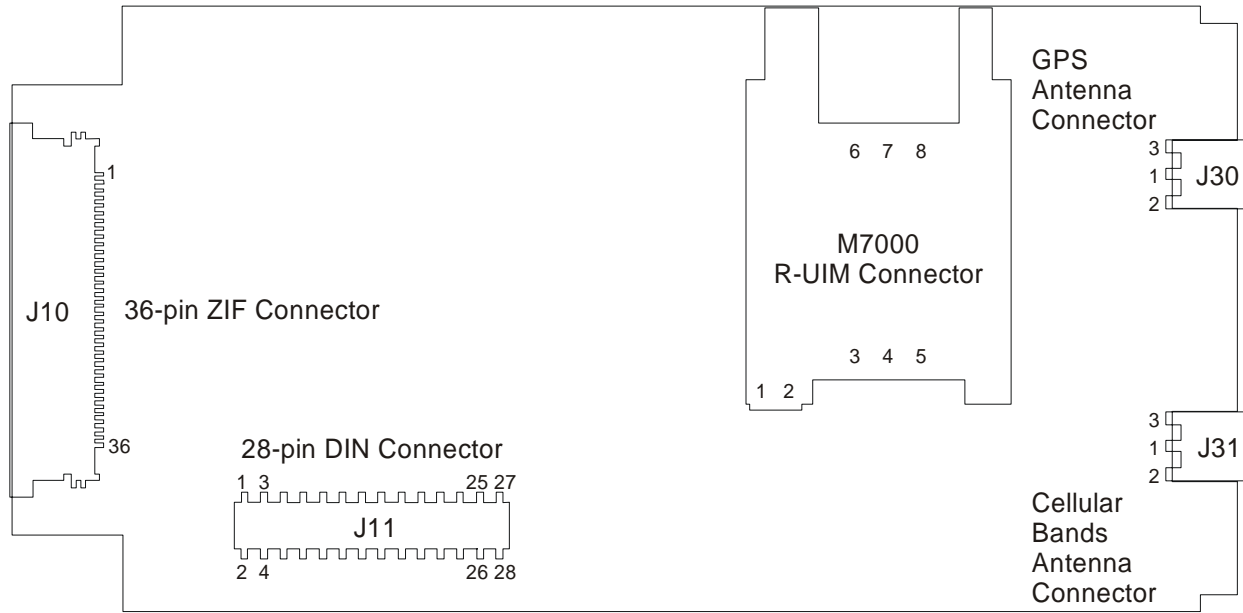 GPS
Antenna
Connector
6 7 8
3
1
J30
2
1
M7000
R-UIM Connector
J10
36-pin ZIF Connector
3 4 5
1 2
36
3
1
J31
2
28-pin DIN Connector
1 3 25 27
J11
2 4 26 28
Cellular
Bands
Antenna
Connector